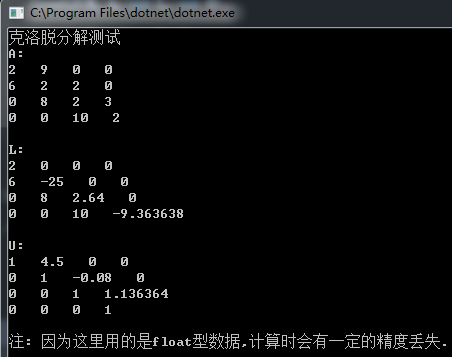 C:\Program Files\dotnet\dotnet.exe
克洛脱分解测试
A:
2 9 0 0
6 2 2 0
0 8 2 3
0 0 10 2
L:
2 0 0 0
6 -25 0 0
0 8 2.64 0
0 0 10 -9.363638
U:
1 4.5 0 0
0 1 -0.08 0
0 0 1 1.136364
0 0 0 1
注: 因为这里用的是float型数据,计算时会有一定的精度丢失.